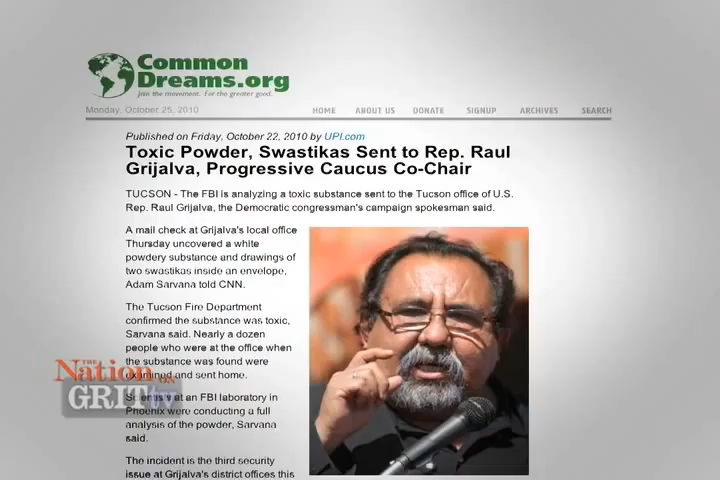 Common
Dreams.org
Join the movement. For the greater good.
Monday, October 25, 2010
HOME ABOUT US DONATE SIGNUP ARCHIVES SEARCH
Published on Friday, October 22, 2010 by UPI.com
Toxic Powder, Swastikas Sent to Rep. Raul
Grijalva, Progressive Caucus Co-Chair
TUCSON - The FBI is analyzing a toxic substance sent to the Tucson office of U.S.
Rep. Raul Grijalva, the Democratic congressman's campaign spokesman said.
A mail check at Grijalva's local office
Thursday uncovered a white
powdery substance and drawings of
two swastikas inside an envelope,
Adam Sarvana told CNN.
The Tucson Fire Department
confirmed the substance was toxic,
Sarvana said. Nearly a dozen
people who were at the office when
the substance was found were
examined and sent home.
Scientists at an FBI laboratory in
Phoenix were conducting a full
analysis of the powder, Sarvana
said.
The incident is the third security
issue at Grijalva's district offices this
THE
Nation ON
GRITtv